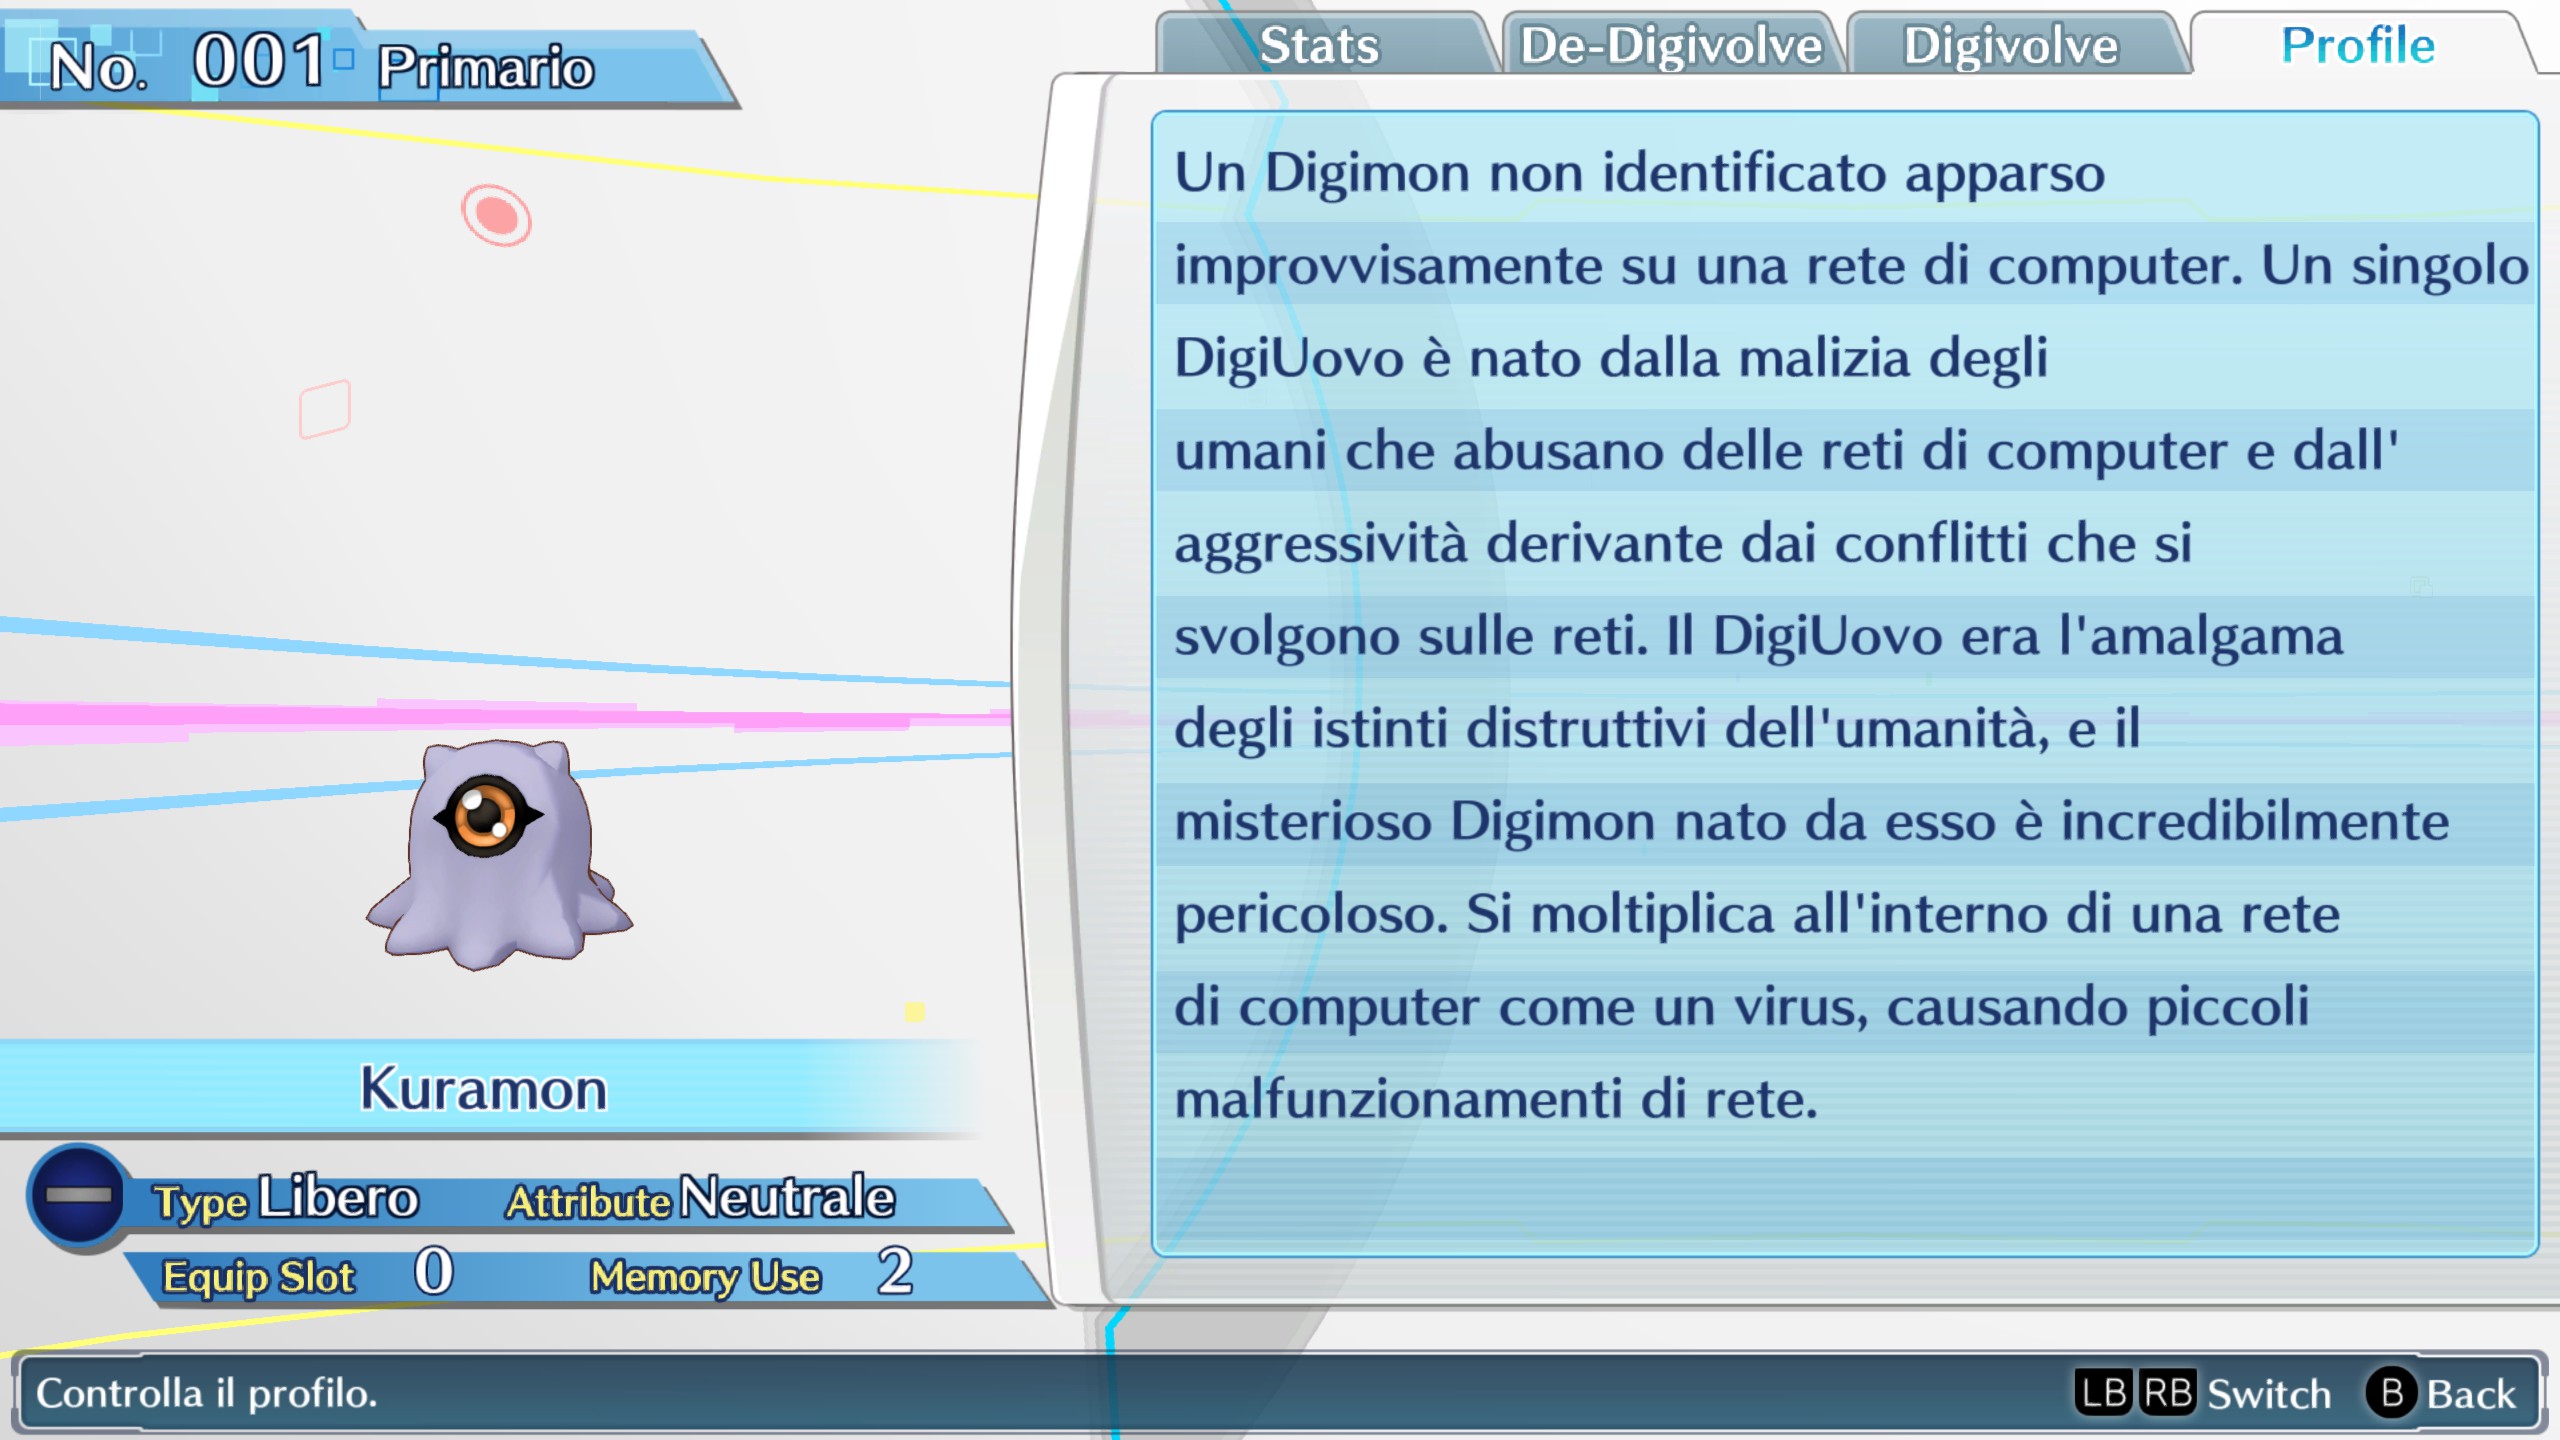 No. 001 Primario
Stats
De-Digivolve
Digivolve
Profile
Un Digimon non identificato apparso
improvvisamente su una rete di computer. Un singolo
DigiUovo è nato dalla malizia degli
umani che abusano delle reti di computer e dall'
aggressività derivante dai conflitti che si
svolgono sulle reti. Il DigiUovo era l'amalgama
degli istinti distruttivi dell'umanità, e il
misterioso Digimon nato da esso è incredibilmente
pericoloso. Si moltiplica all'interno di una rete
di computer come un virus, causando piccoli
malfunzionamenti di rete.
Kuramon
Type Libero Attribute Neutrale
Equip Slot 0 Memory Use 2
Controlla il profilo.
LB RB Switch B Back